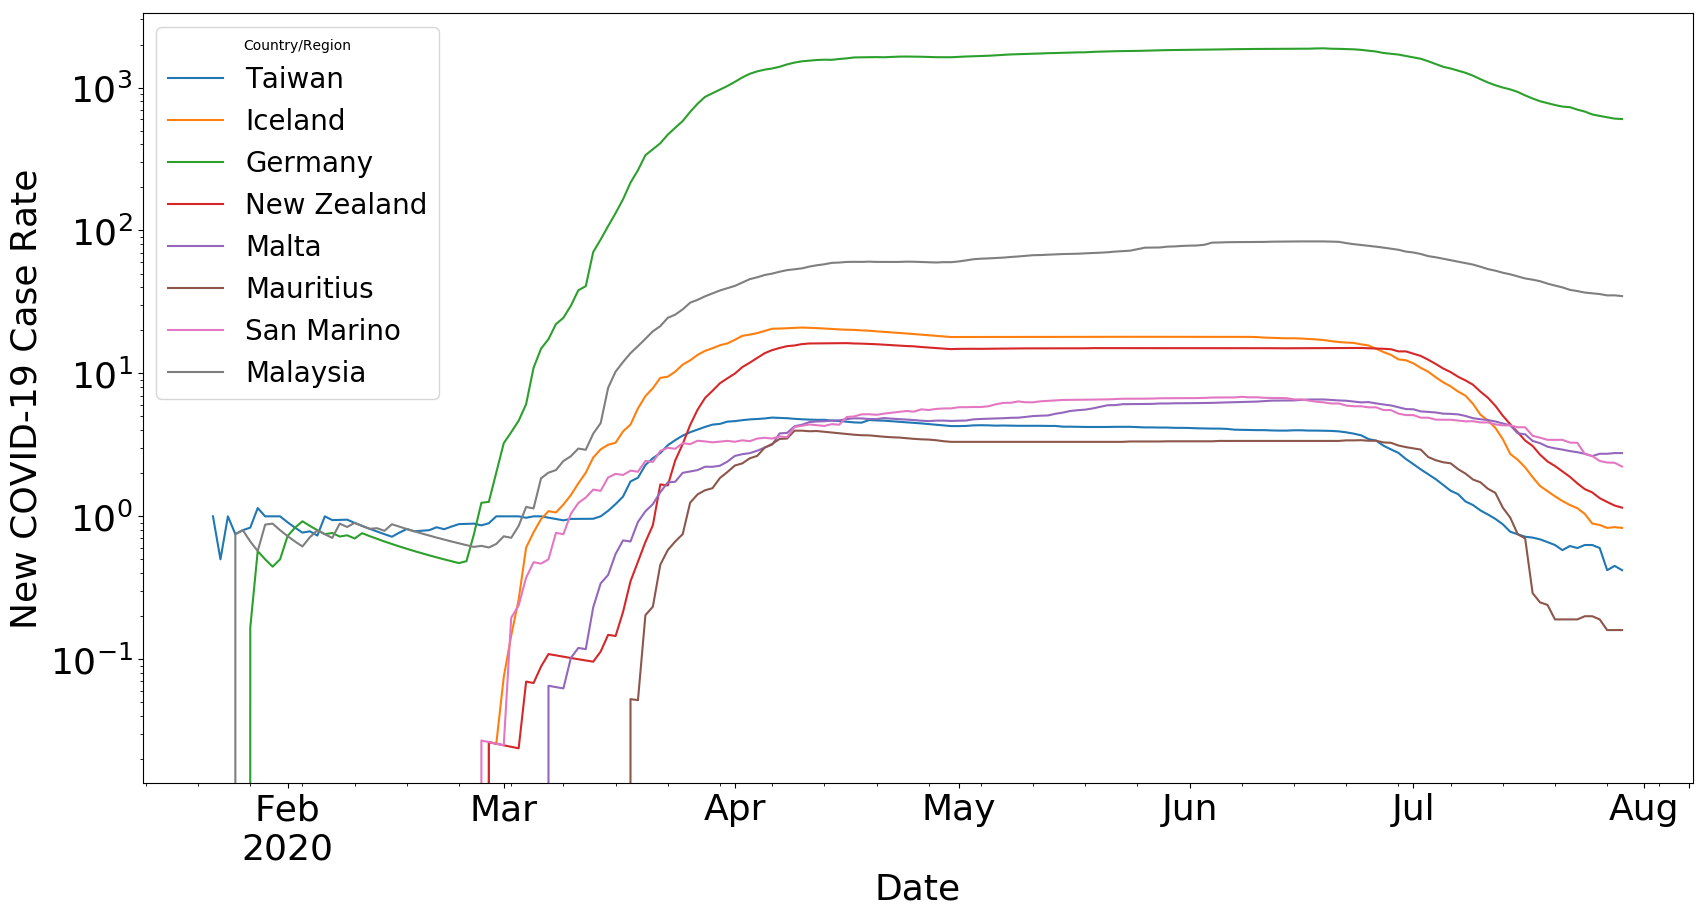 Country/Region
Taiwan
Iceland
Germany
New Zealand
Malta
Mauritius
San Marino
Malaysia
New COVID-19 Case Rate
10³
10²
10¹
10⁰
10⁻¹
Feb Mar Apr May Jun Jul Aug
2020
Date